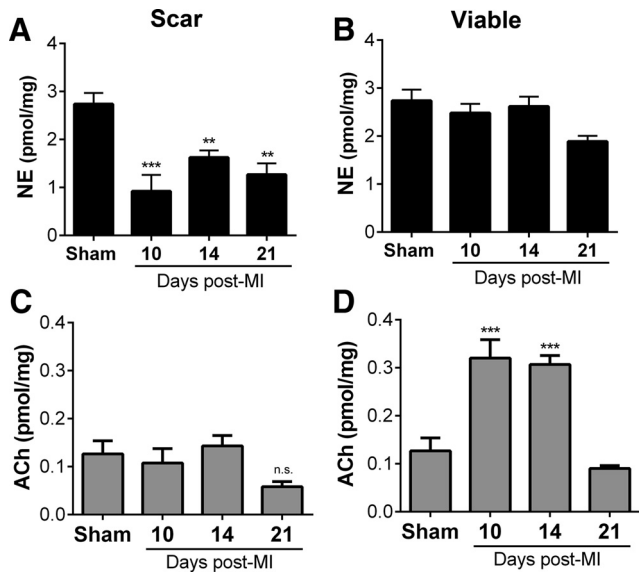 Scar
Viable
A
NE (pmol/mg)
4
3
2
1
0
***
**
**
Sham
10
14
21
Days post-MI
B
NE (pmol/mg)
4
3
2
1
0
Sham
10
14
21
Days post-MI
C
ACh (pmol/mg)
0.4
0.3
0.2
0.1
0.0
n.s.
Sham
10
14
21
Days post-MI
D
ACh (pmol/mg)
0.4
0.3
0.2
0.1
0.0
***
***
Sham
10
14
21
Days post-MI